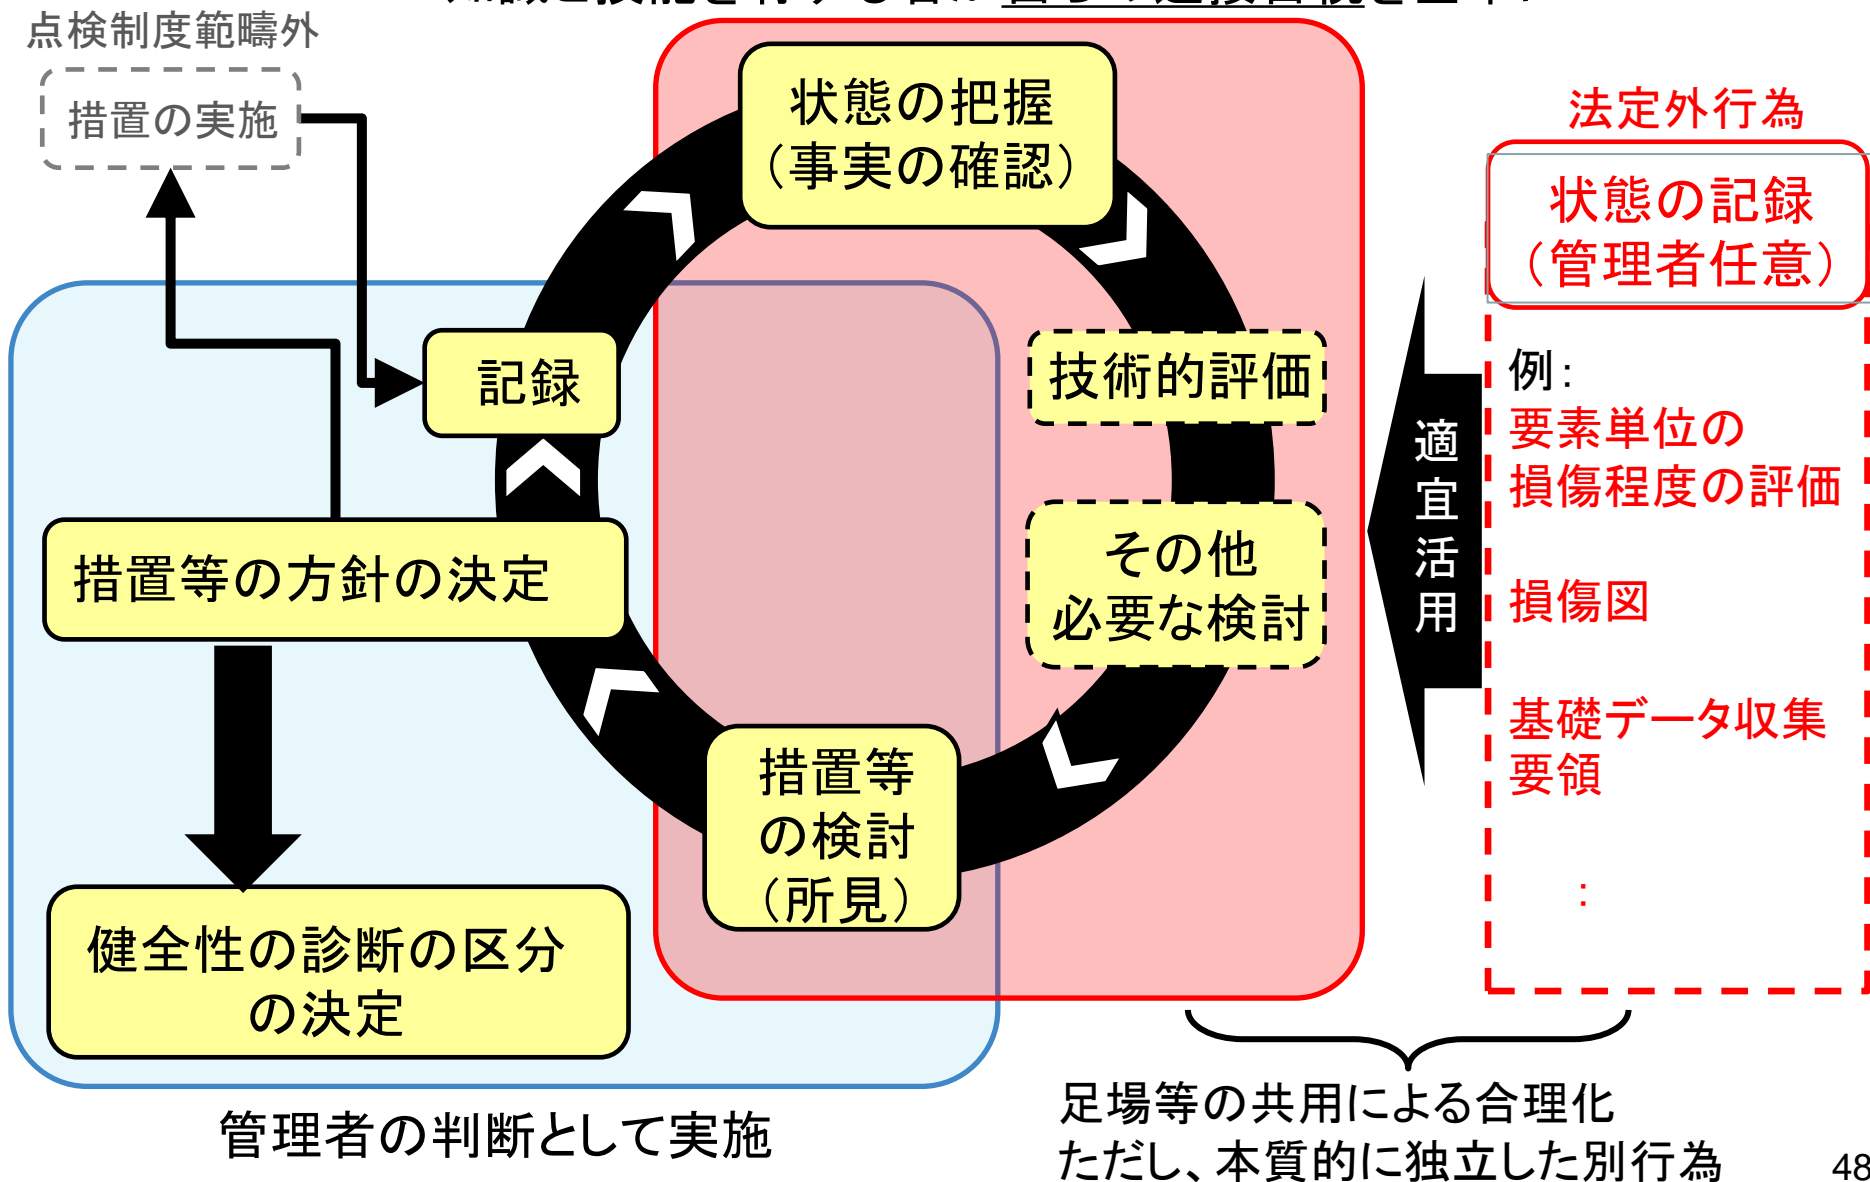 点検制度範疇外
措置の実施
状態の把握
（事実の確認）
法定外行為
状態の記録
（管理者任意）
記録
技術的評価
例：
要素単位の
損傷程度の評価
損傷図
基礎データ収集
要領
：
適宜活用
その他
必要な検討
措置等の方針の決定
措置等
の検討
（所見）
健全性の診断の区分
の決定
管理者の判断として実施
足場等の共用による合理化
ただし、本質的に独立した別行為
48